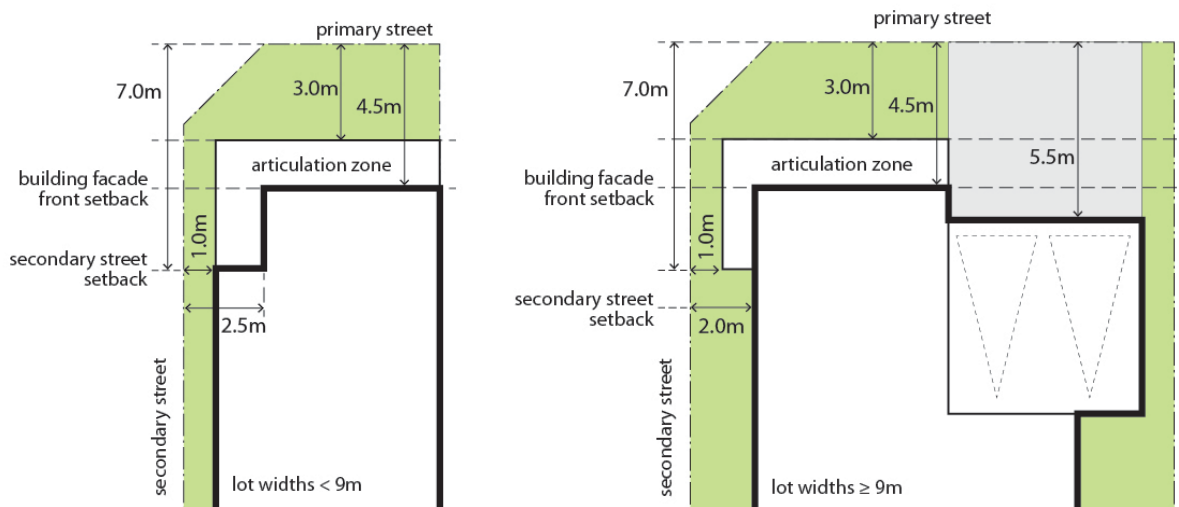 primary street
7.0m
3.0m
4.5m
articulation zone
building facade
front setback
1.0m
secondary street
setback
2.5m
secondary street
lot widths < 9m
primary street
7.0m
3.0m
4.5m
5.5m
articulation zone
building facade
front setback
1.0m
secondary street
setback
2.0m
secondary street
lot widths ≥ 9m